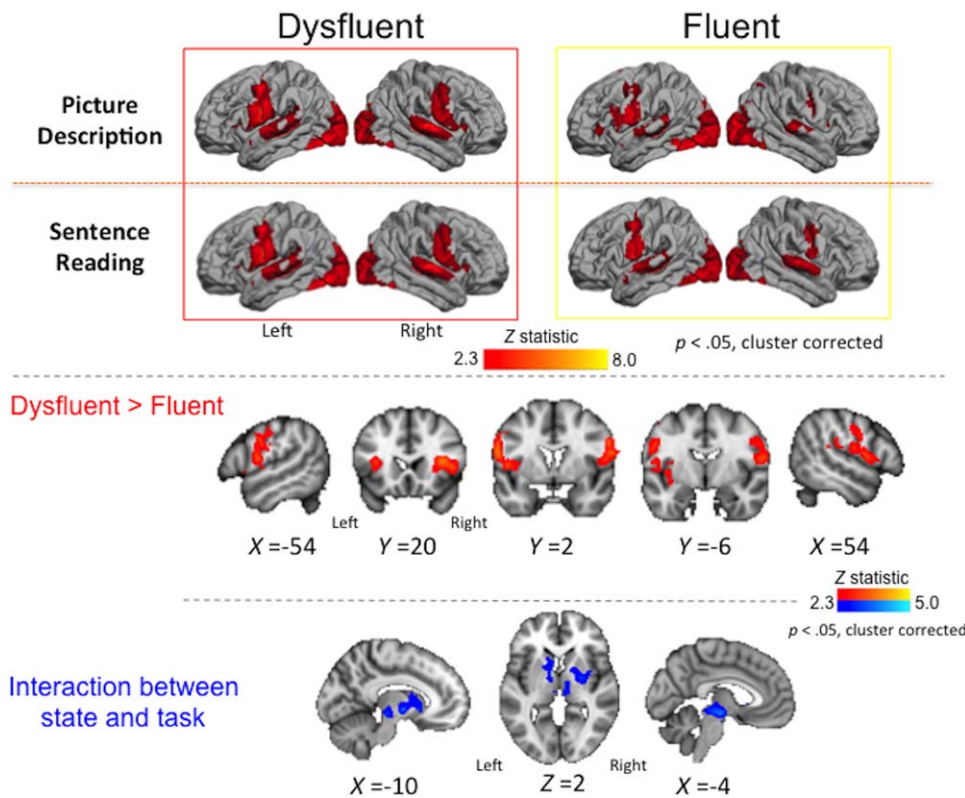 Dysfluent
Fluent
Picture
Description
Sentence
Reading
Left
Right
Z statistic
2.3
8.0
p < .05, cluster corrected
Dysfluent > Fluent
Left
Right
X =-54
Y =20
Y =2
Y =-6
X =54
Z statistic
2.3
5.0
p < .05, cluster corrected
Interaction between
state and task
Left
Right
X =-10
Z =2
X =-4